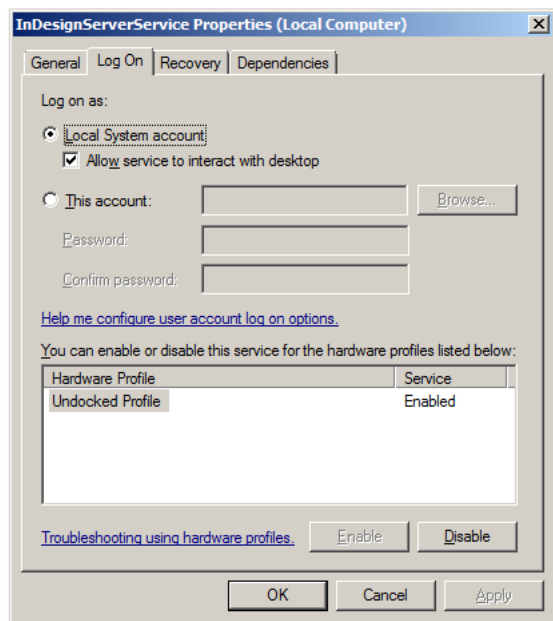 InDesignServerService Properties (Local Computer)
General Log On Recovery Dependencies
Log on as:
Local System account
Allow service to interact with desktop
This account:
Browse...
Password:
Confirm password:
Help me configure user account log on options.
You can enable or disable this service for the hardware profiles listed below:
Hardware Profile Service
Undocked Profile Enabled
Troubleshooting using hardware profiles. Enable Disable
OK Cancel Apply